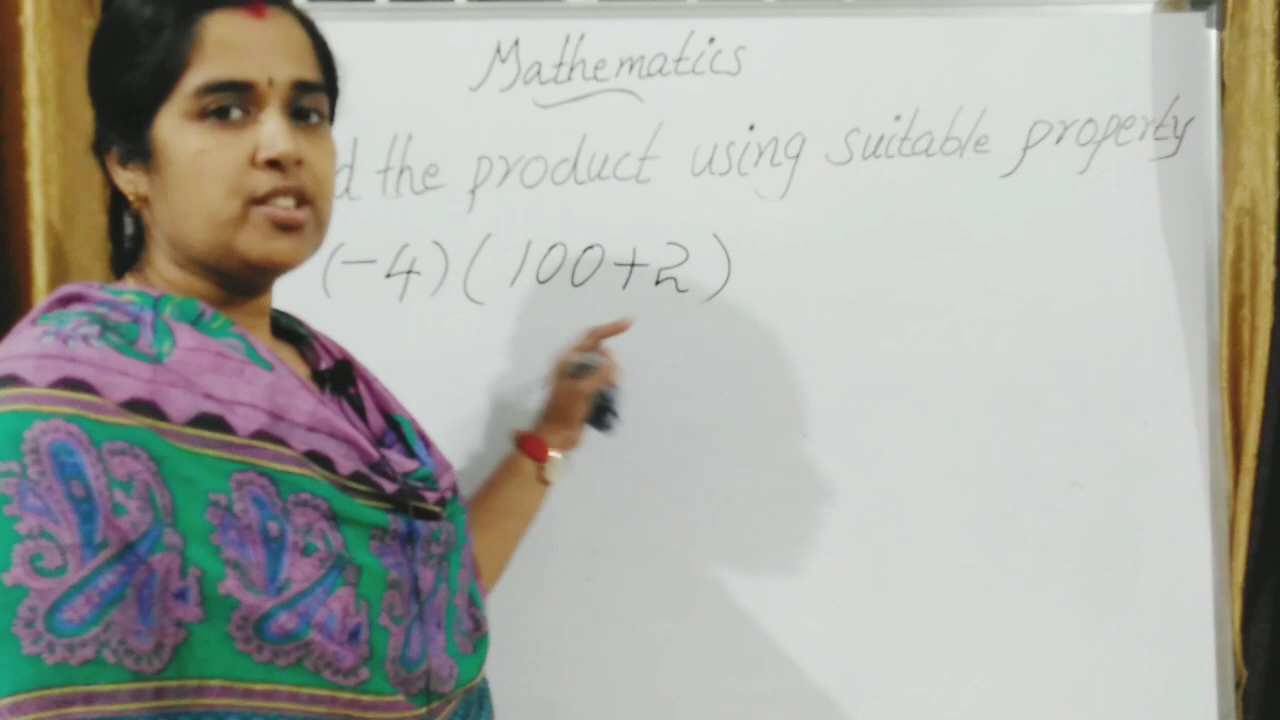 Mathematics
d the product using suitable property
(-4)(100+2)